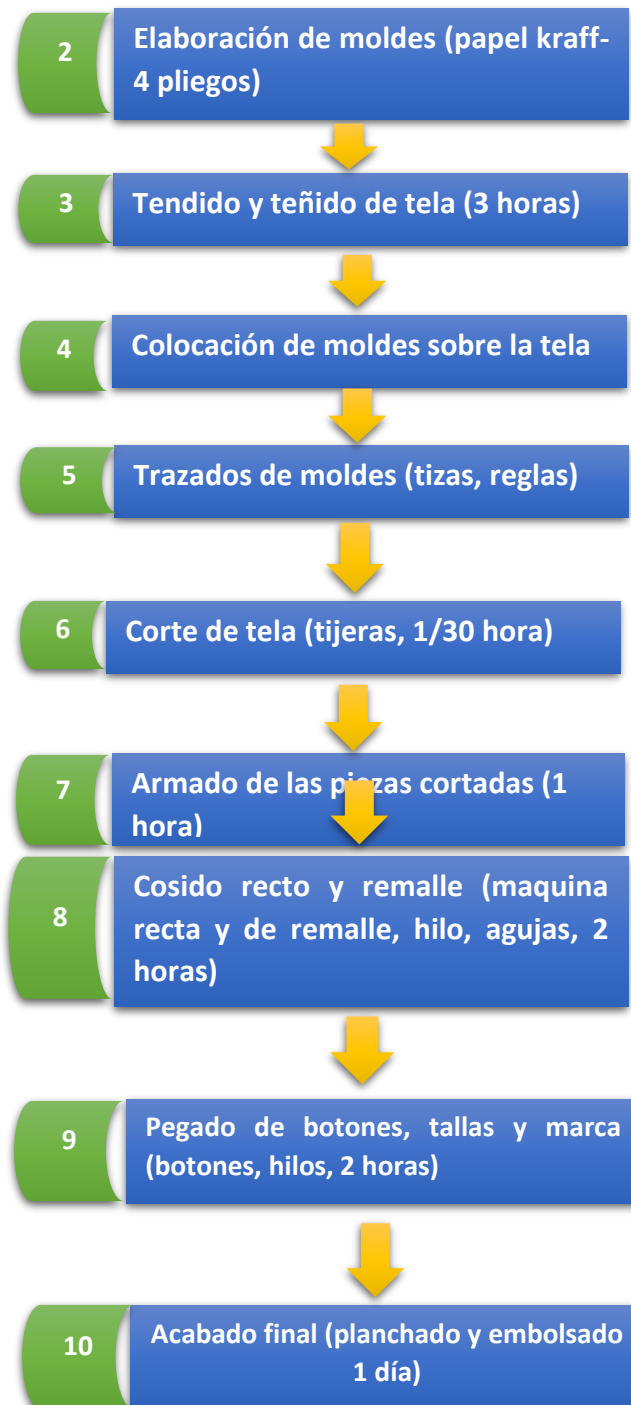 2
Elaboración de moldes (papel kraff-
4 pliegos)
3
Tendido y teñido de tela (3 horas)
4
Colocación de moldes sobre la tela
5
Trazados de moldes (tizas, reglas)
6
Corte de tela (tijeras, 1/30 hora)
7
Armado de las piezas cortadas (1
hora)
8
Cosido recto y remalle (maquina
recta y de remalle, hilo, agujas, 2
horas)
9
Pegado de botones, tallas y marca
(botones, hilos, 2 horas)
10
Acabado final (planchado y embolsado
1 día)